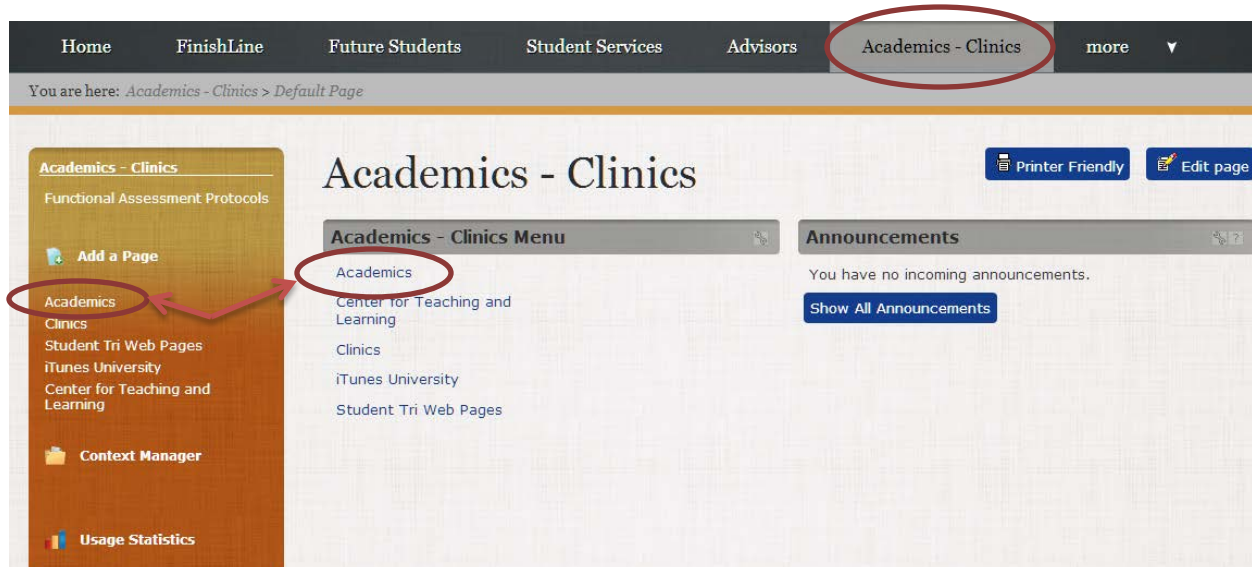 Home FinishLine Future Students Student Services Advisors Academics - Clinics more
You are here: Academics - Clinics > Default Page
Academics - Clinics
Functional Assessment Protocols
Add a Page
Academics
Clinics
Student Tri Web Pages
iTunes University
Center for Teaching and
Learning
Context Manager
Usage Statistics
Academics - Clinics
Printer Friendly
Edit page
Academics - Clinics Menu
Academics
Center for Teaching and
Learning
Clinics
iTunes University
Student Tri Web Pages
Announcements
?
You have no incoming announcements.
Show All Announcements